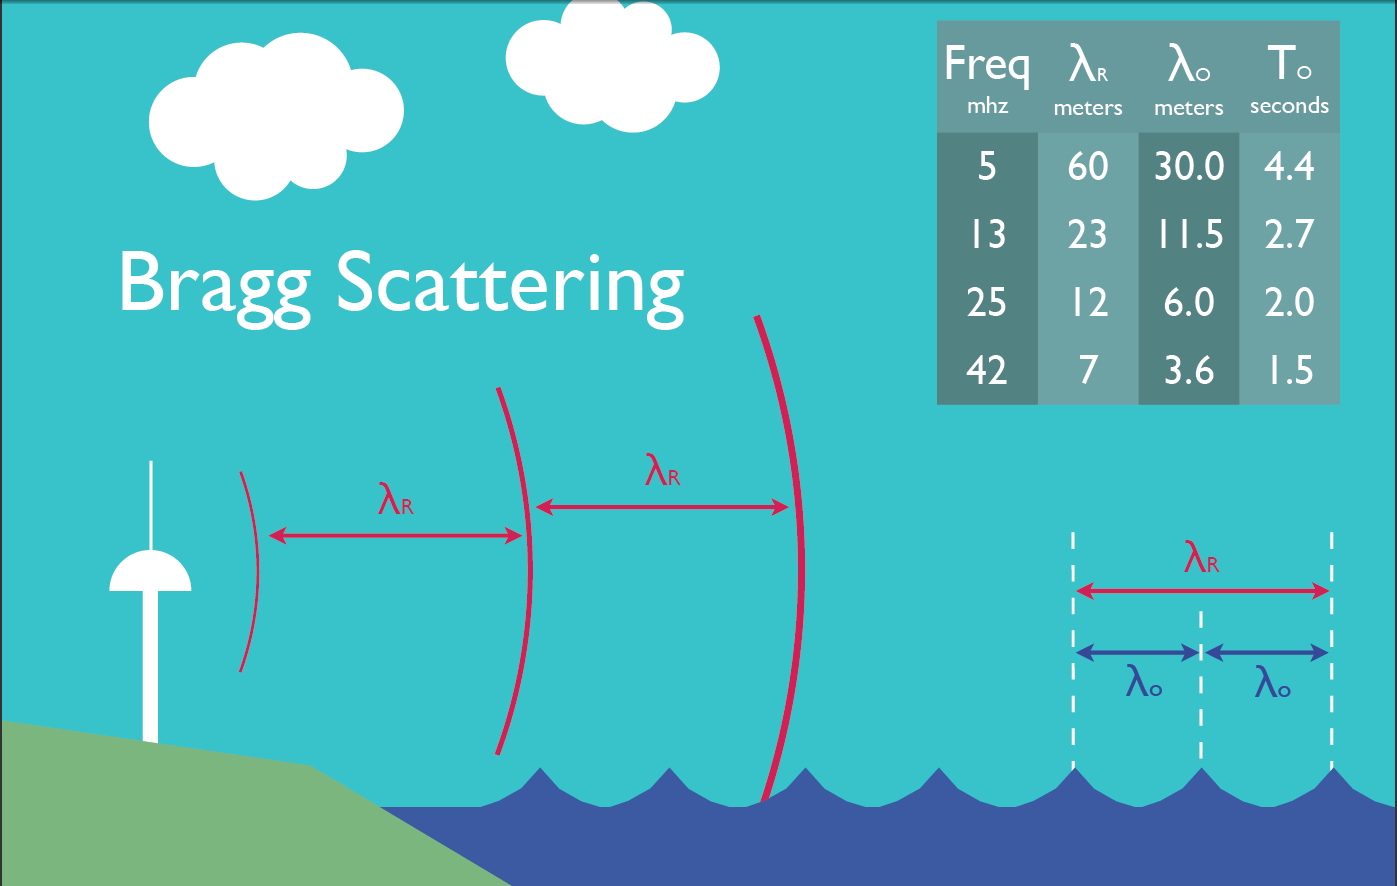 Freq λR λO TO
mhz meters meters seconds
5 60 30.0 4.4
13 23 11.5 2.7
25 12 6.0 2.0
42 7 3.6 1.5
Bragg Scattering
λR
λR
λR
λO λO